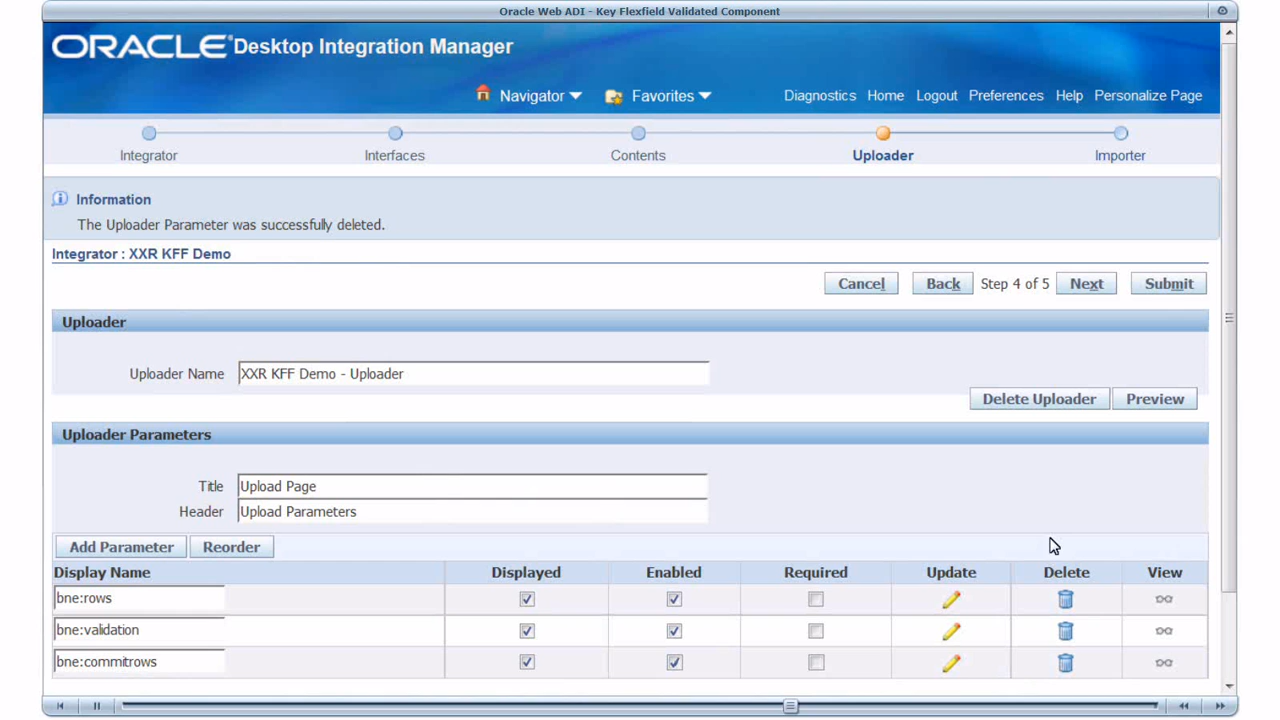 Oracle Web ADI - Key Flexfield Validated Component
ORACLE Desktop Integration Manager
Navigator Favorites Diagnostics Home Logout Preferences Help Personalize Page
Integrator Interfaces Contents Uploader Importer
Information
The Uploader Parameter was successfully deleted.
Integrator : XXR KFF Demo
Cancel Back Step 4 of 5 Next Submit
Uploader
Uploader Name XXR KFF Demo - Uploader
Delete Uploader Preview
Uploader Parameters
Title Upload Page
Header Upload Parameters
Add Parameter Reorder
Display Name Displayed Enabled Required Update Delete View
bne:rows
bne:validation
bne:commitrows